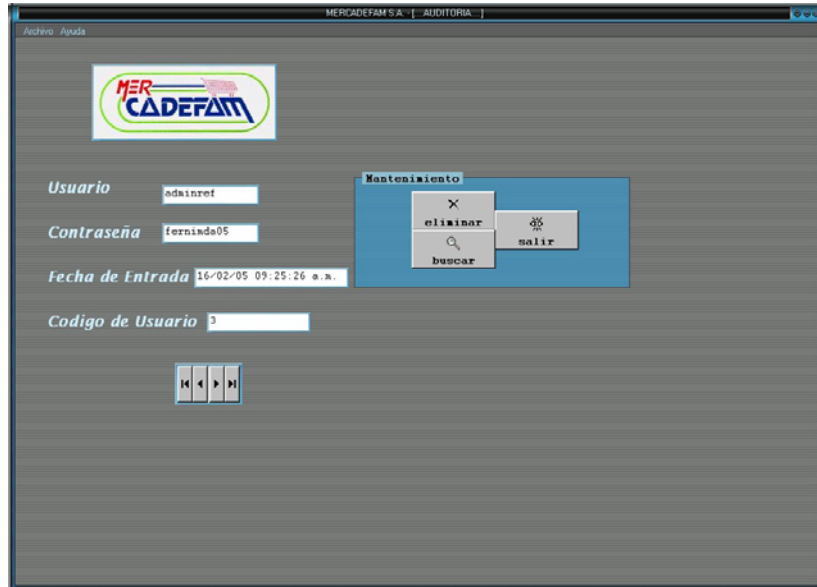 MERCADEFAM S.A. - [...AUDITORIA...]
Archivo Ayuda
MER
CADEFAM
Usuario
adminref
Mantenimiento
eliminar
salir
buscar
Contraseña
Fecha de Entrada 16/02/05 09:25:26 a.m.
Codigo de Usuario 3